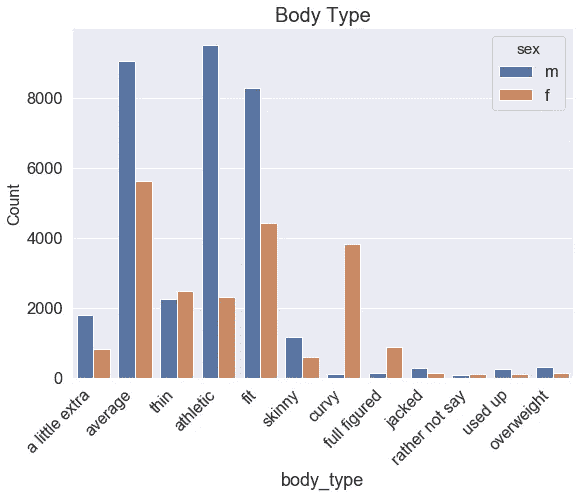 Body Type
sex
m
f
Count
8000
6000
4000
2000
0
a little extra
average
thin
athletic
fit
skinny
curvy
full figured
jacked
rather not say
used up
overweight
body_type